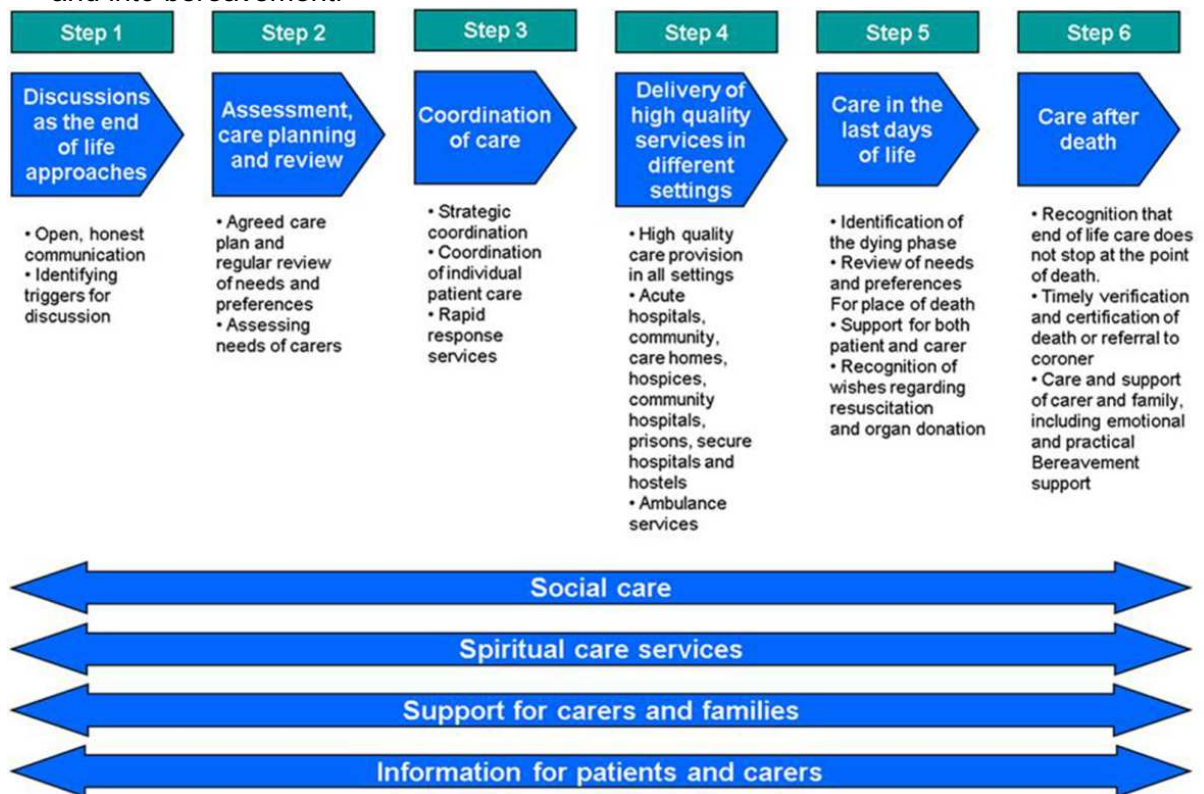 and into bereavement.
Step 1
Step 2
Step 3
Step 4
Step 5
Step 6
Discussions
as the end
of life
approaches
Assessment,
care planning
and review
Coordination
of care
Delivery of
high quality
services in
different
settings
Care in the
last days
of life
Care after
death
• Open, honest
communication
• Identifying
triggers for
discussion
• Agreed care
plan and
regular review
of needs and
preferences
• Assessing
needs of carers
• Strategic
coordination
• Coordination
of individual
patient care
• Rapid
response
services
• High quality
care provision
in all settings
• Acute
hospitals,
community,
care homes,
hospices,
community
hospitals,
prisons, secure
hospitals and
hostels
• Ambulance
services
• Identification of
the dying phase
• Review of needs
and preferences
For place of death
• Support for both
patient and carer
• Recognition of
wishes regarding
resuscitation
and organ donation
• Recognition that
end of life care does
not stop at the point
of death.
• Timely verification
and certification of
death or referral to
coroner
• Care and support
of carer and family,
including emotional
and practical
Bereavement
support
Social care
Spiritual care services
Support for carers and families
Information for patients and carers